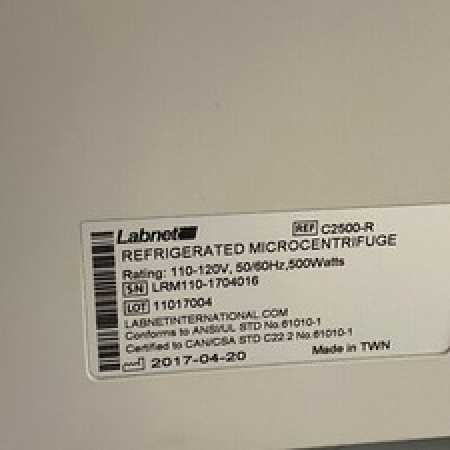 Labnet REF C2500-R
REFRIGERATED MICROCENTRIFUGE
Rating: 110-120V, 50/60Hz,500Watts
S/N LRM110-1704016
LOT 11017004
LABNETINTERNATIONAL.COM
Conforms to ANSI/UL STD No.61010-1
Certified to CAN/CSA STD C22.2 No.61010-1
2017-04-20 Made in TWN